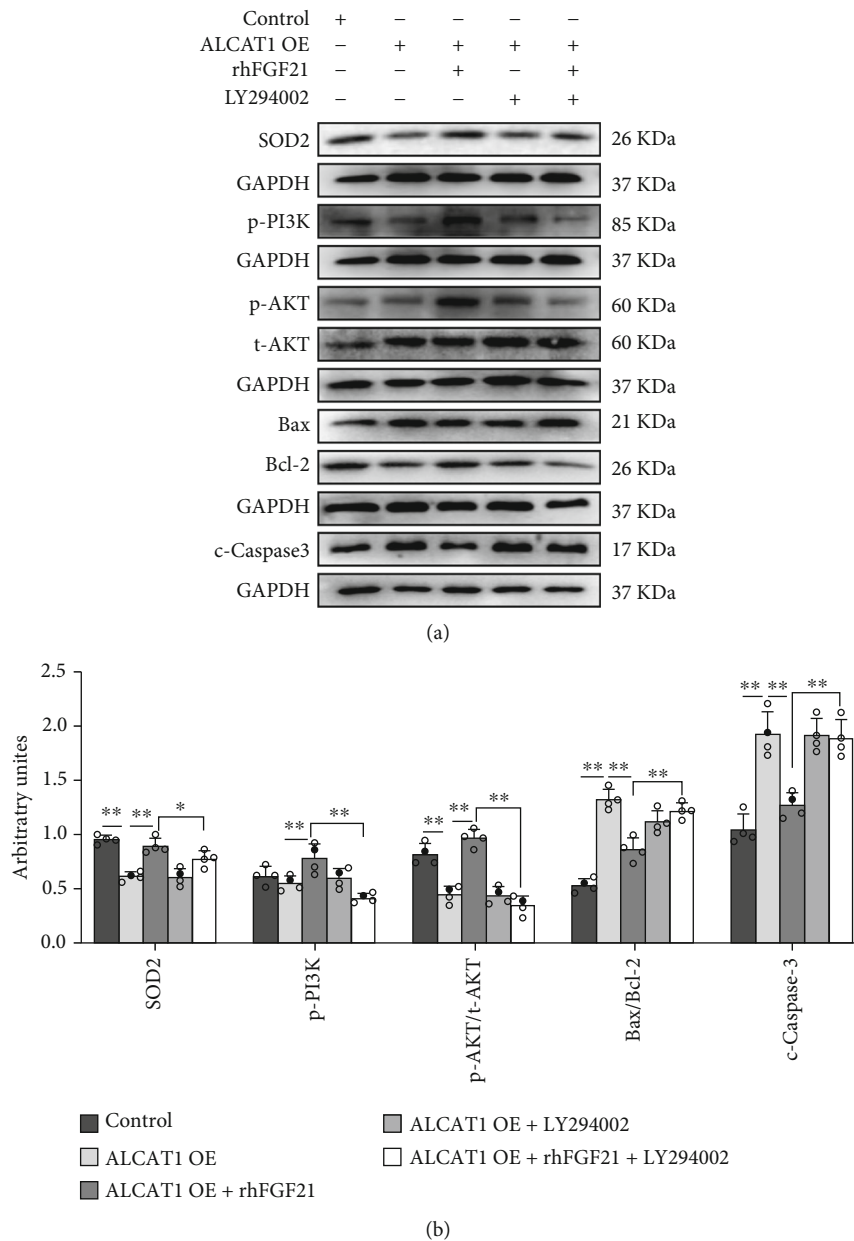 Control + − − − −
ALCAT1 OE − + + + +
rhFGF21 − − + − +
LY294002 − − − + +
SOD2 26 KDa
GAPDH 37 KDa
p-PI3K 85 KDa
GAPDH 37 KDa
p-AKT 60 KDa
t-AKT 60 KDa
GAPDH 37 KDa
Bax 21 KDa
Bcl-2 26 KDa
GAPDH 37 KDa
c-Caspase3 17 KDa
GAPDH 37 KDa
(a)
Arbitratry unites
2.5
2.0
1.5
1.0
0.5
0.0
** ** *
** **
** ** **
** ** **
** ** **
SOD2
p-PI3K
p-AKT/t-AKT
Bax/Bcl-2
c-Caspase-3
Control
ALCAT1 OE
ALCAT1 OE + rhFGF21
ALCAT1 OE + LY294002
ALCAT1 OE + rhFGF21 + LY294002
(b)